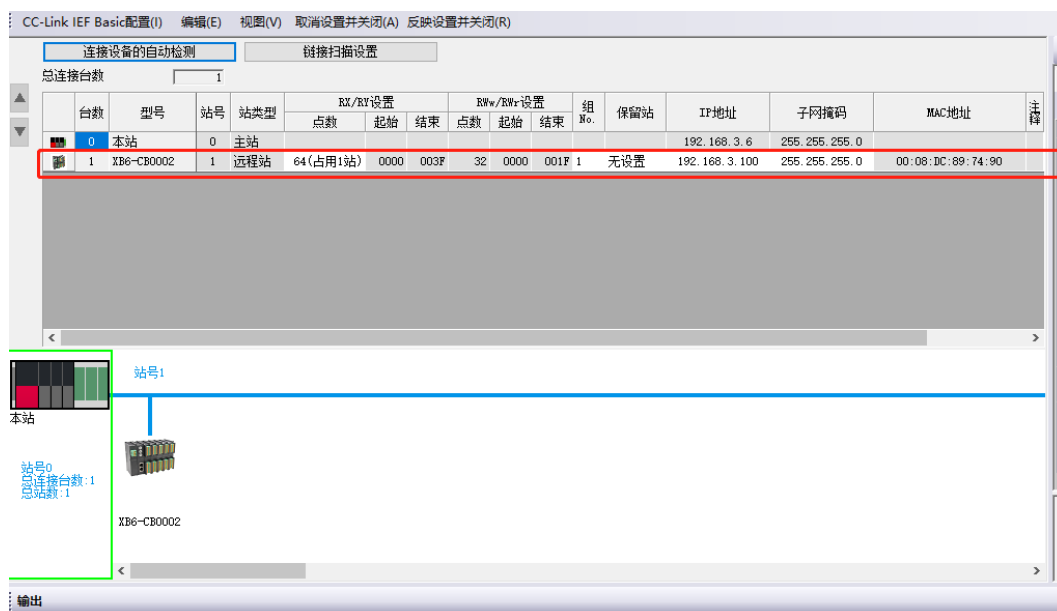 CC-Link IEF Basic配置(I) 编辑(E) 视图(V) 取消设置并关闭(A) 反映设置并关闭(R)
连接设备的自动检测 链接扫描设置
总连接台数 1
台数 型号 站号 站类型 RX/RY设置 RWw/RWr设置 组No. 保留站 IP地址 子网掩码 MAC地址 注释
点数 起始 结束 点数 起始 结束
0 本站 0 主站 192.168.3.6 255.255.255.0
1 XB6-CB0002 1 远程站 64(占用1站) 0000 003F 32 0000 001F 1 无设置 192.168.3.100 255.255.255.0 00:08:DC:89:74:90
站号1
本站
站号0
总连接台数:1
总站数:1
XB6-CB0002
输出